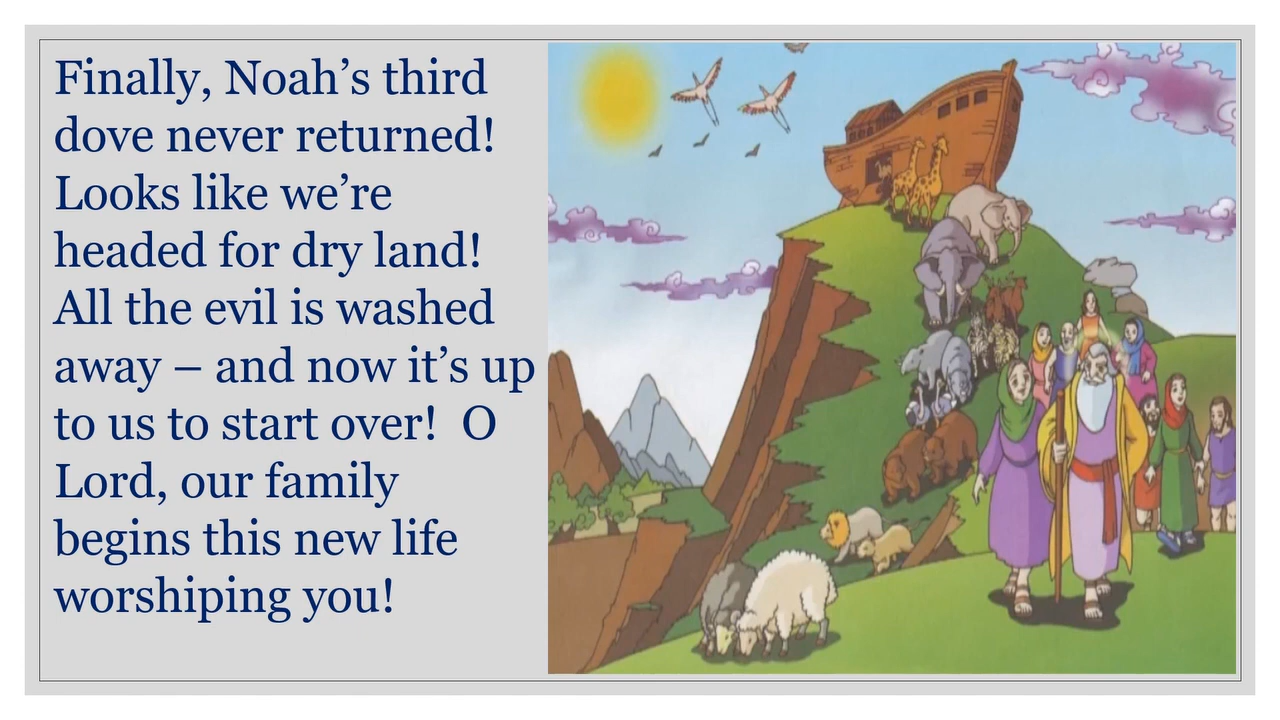 Finally, Noah’s third
dove never returned!
Looks like we’re
headed for dry land!
All the evil is washed
away – and now it’s up
to us to start over!  O
Lord, our family
begins this new life
worshiping you!